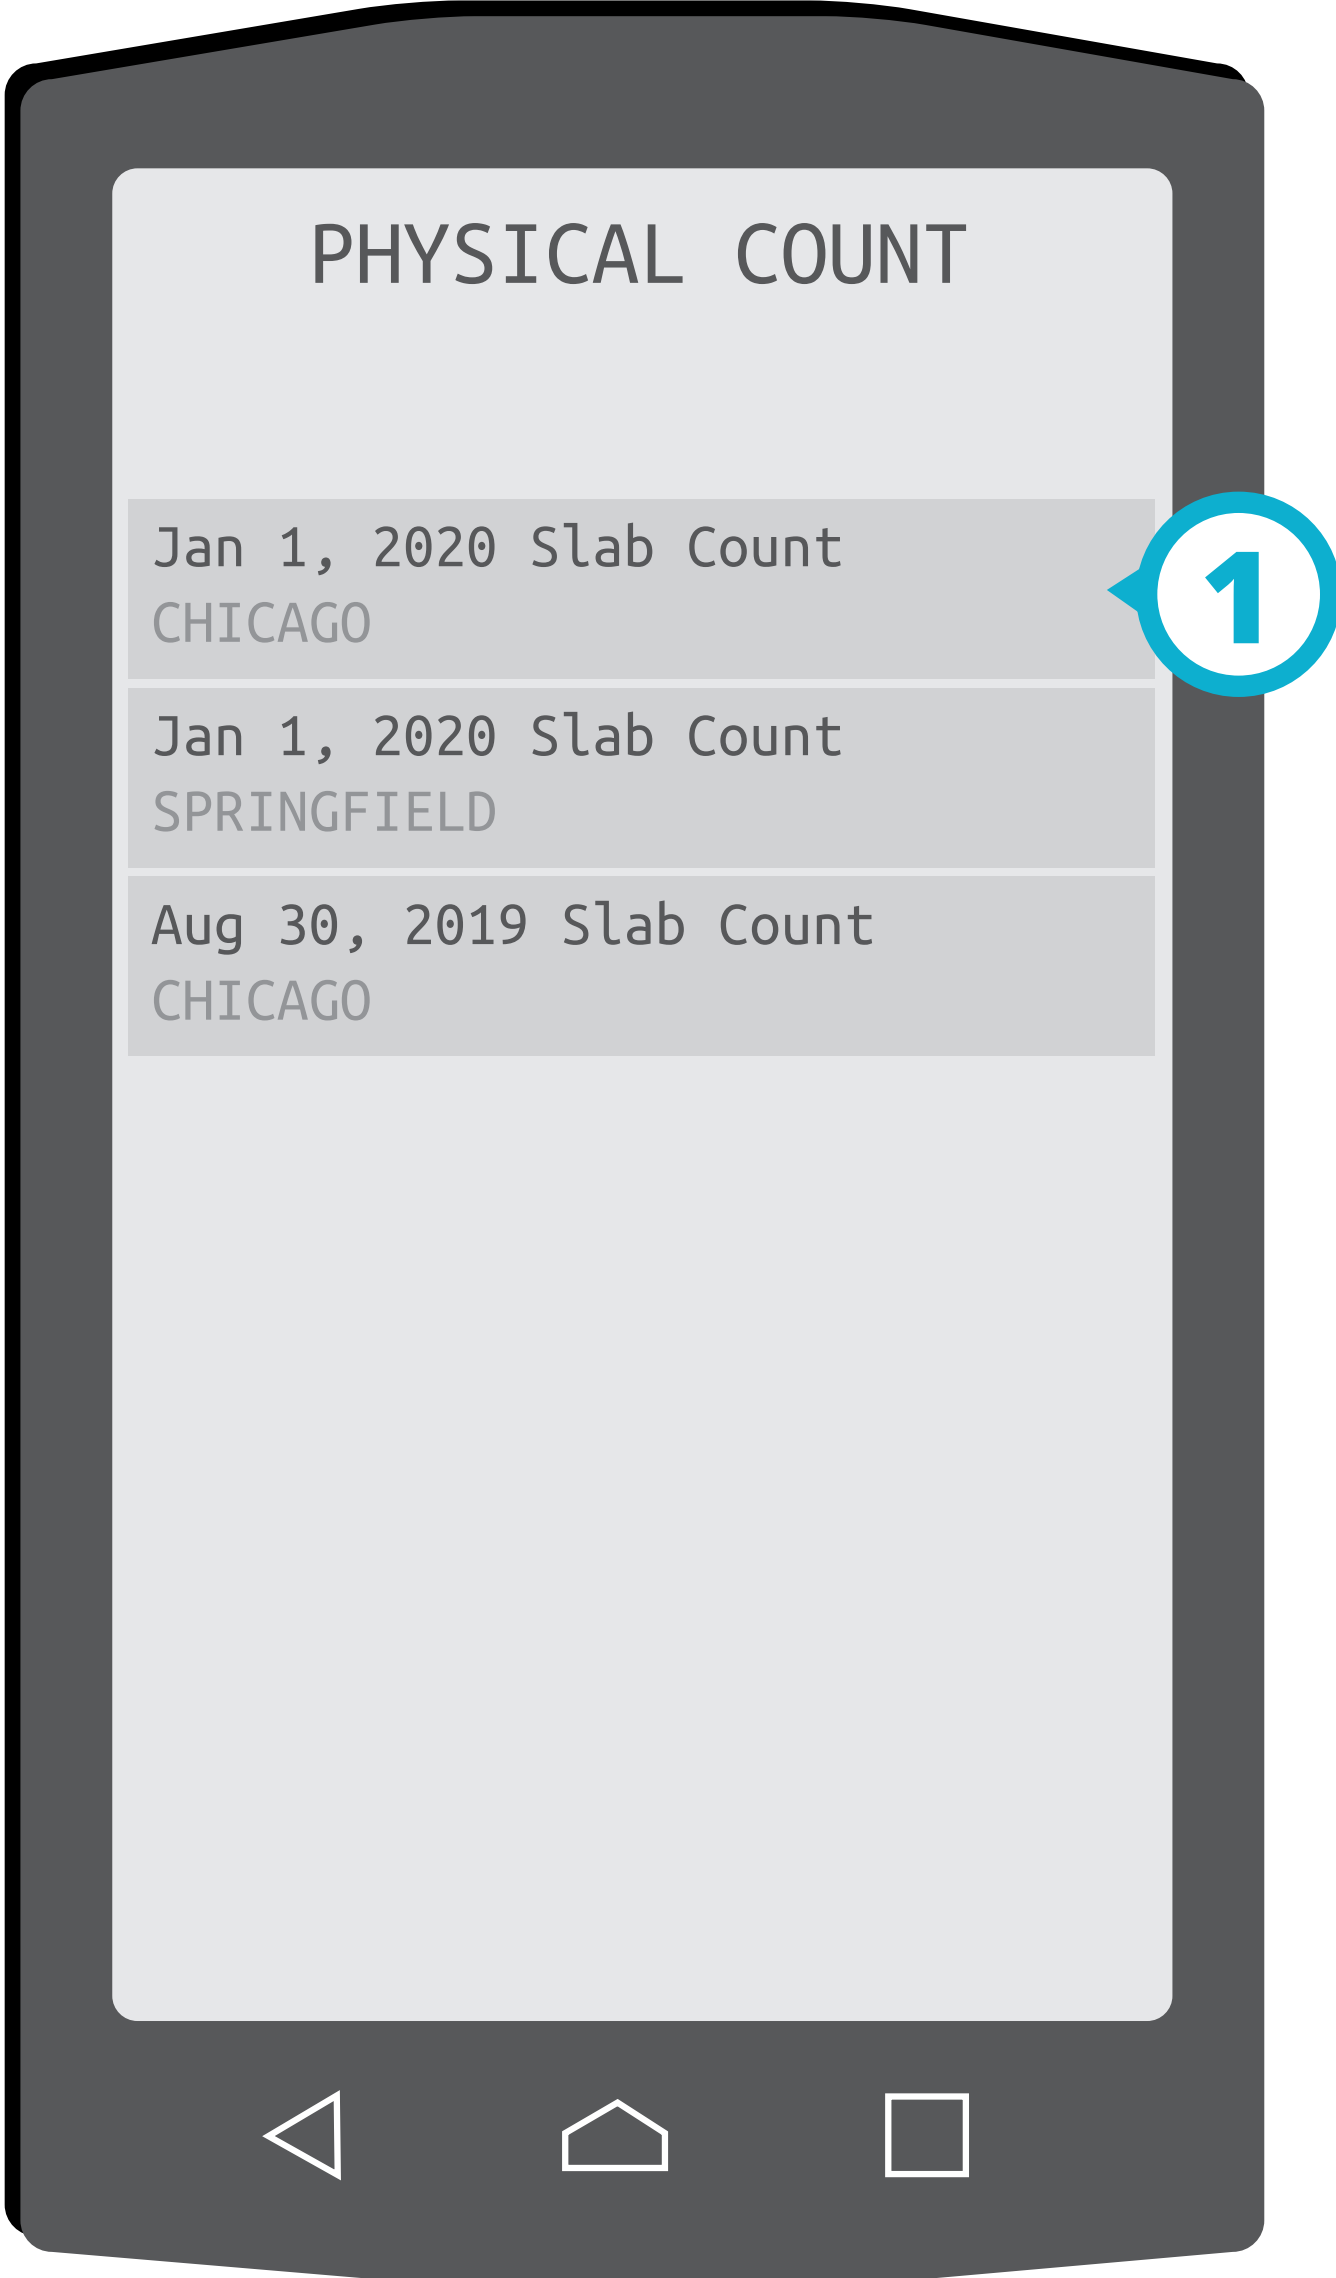 PHYSICAL COUNT
Jan 1, 2020 Slab Count
CHICAGO
1
Jan 1, 2020 Slab Count
SPRINGFIELD
Aug 30, 2019 Slab Count
CHICAGO